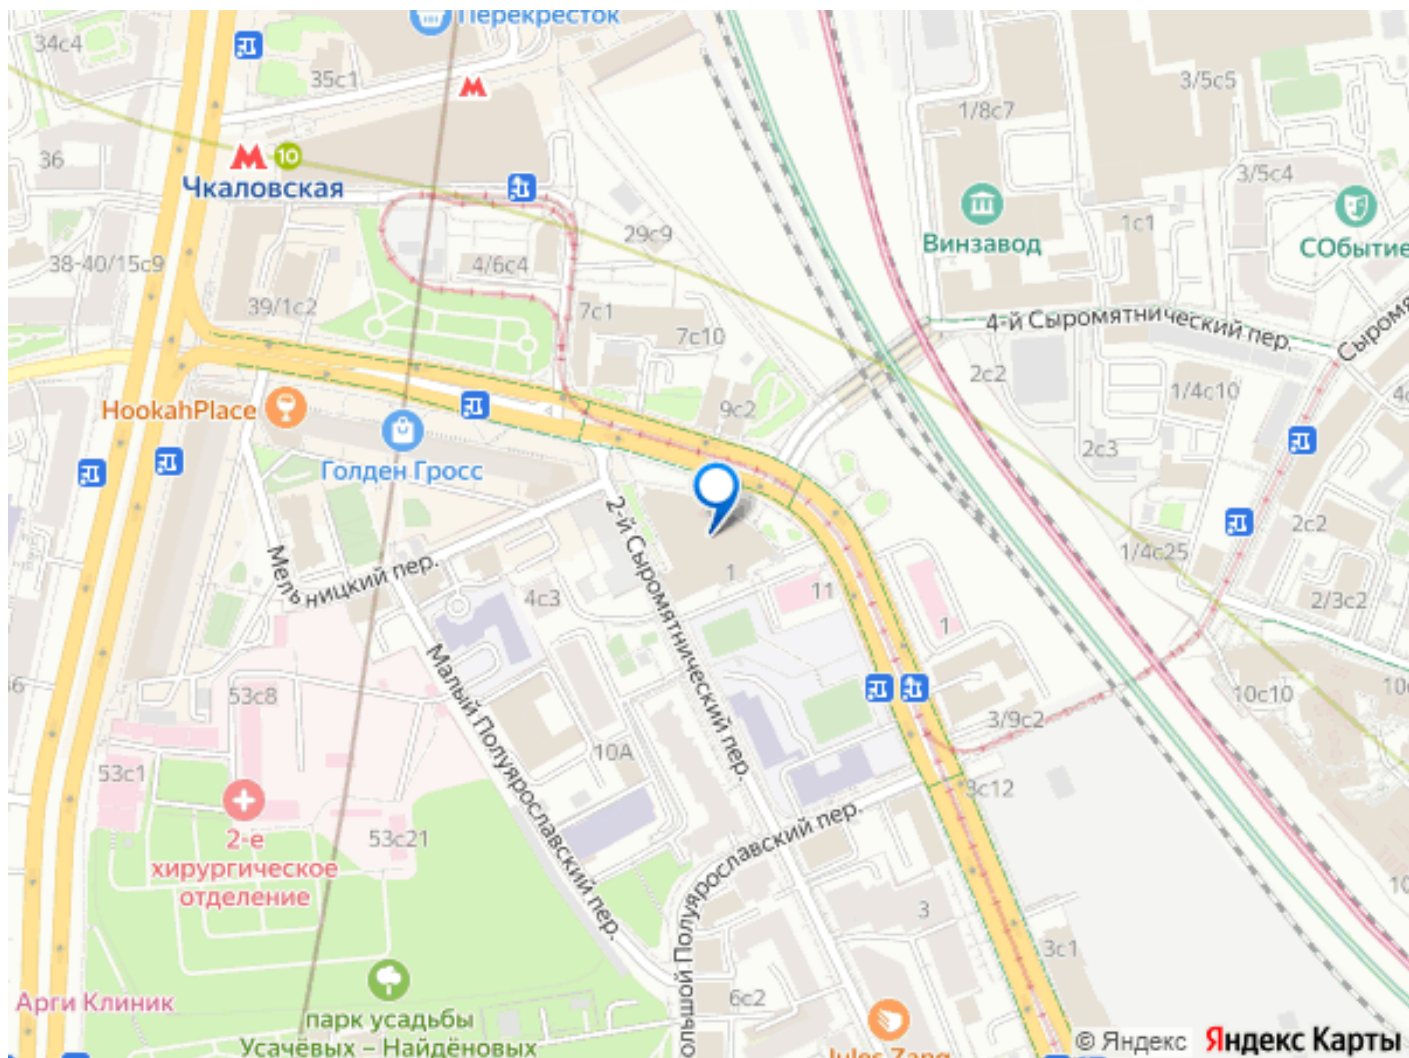 Перекресток
34с4
35с1
3/5с5
1/8с7
36
10
Чкаловская
3/5с4
1с1
29с9
Винзавод
СОбытие
38-40/15с9
4/6с4
39/1с2
7с1
7с10
4-й Сыромятнический пер.
2с2
1/4с10
HookahPlace
9с2
2с3
Голден Гросс
2-й Сыромятнический пер.
2с2
1/4с25
Мельницкий пер.
1
4с3
11
1
2/3с2
Малый Полуярославский пер.
53с8
10с10
3/9с2
10А
53с1
3с12
2-е
хирургическое
отделение
53с21
Большой Полуярославский пер.
3
3с1
Арги Клиник
6с2
парк усадьбы
Усачёвых – Найдёновых
Jules Zang
© Яндекс
Яндекс Карты